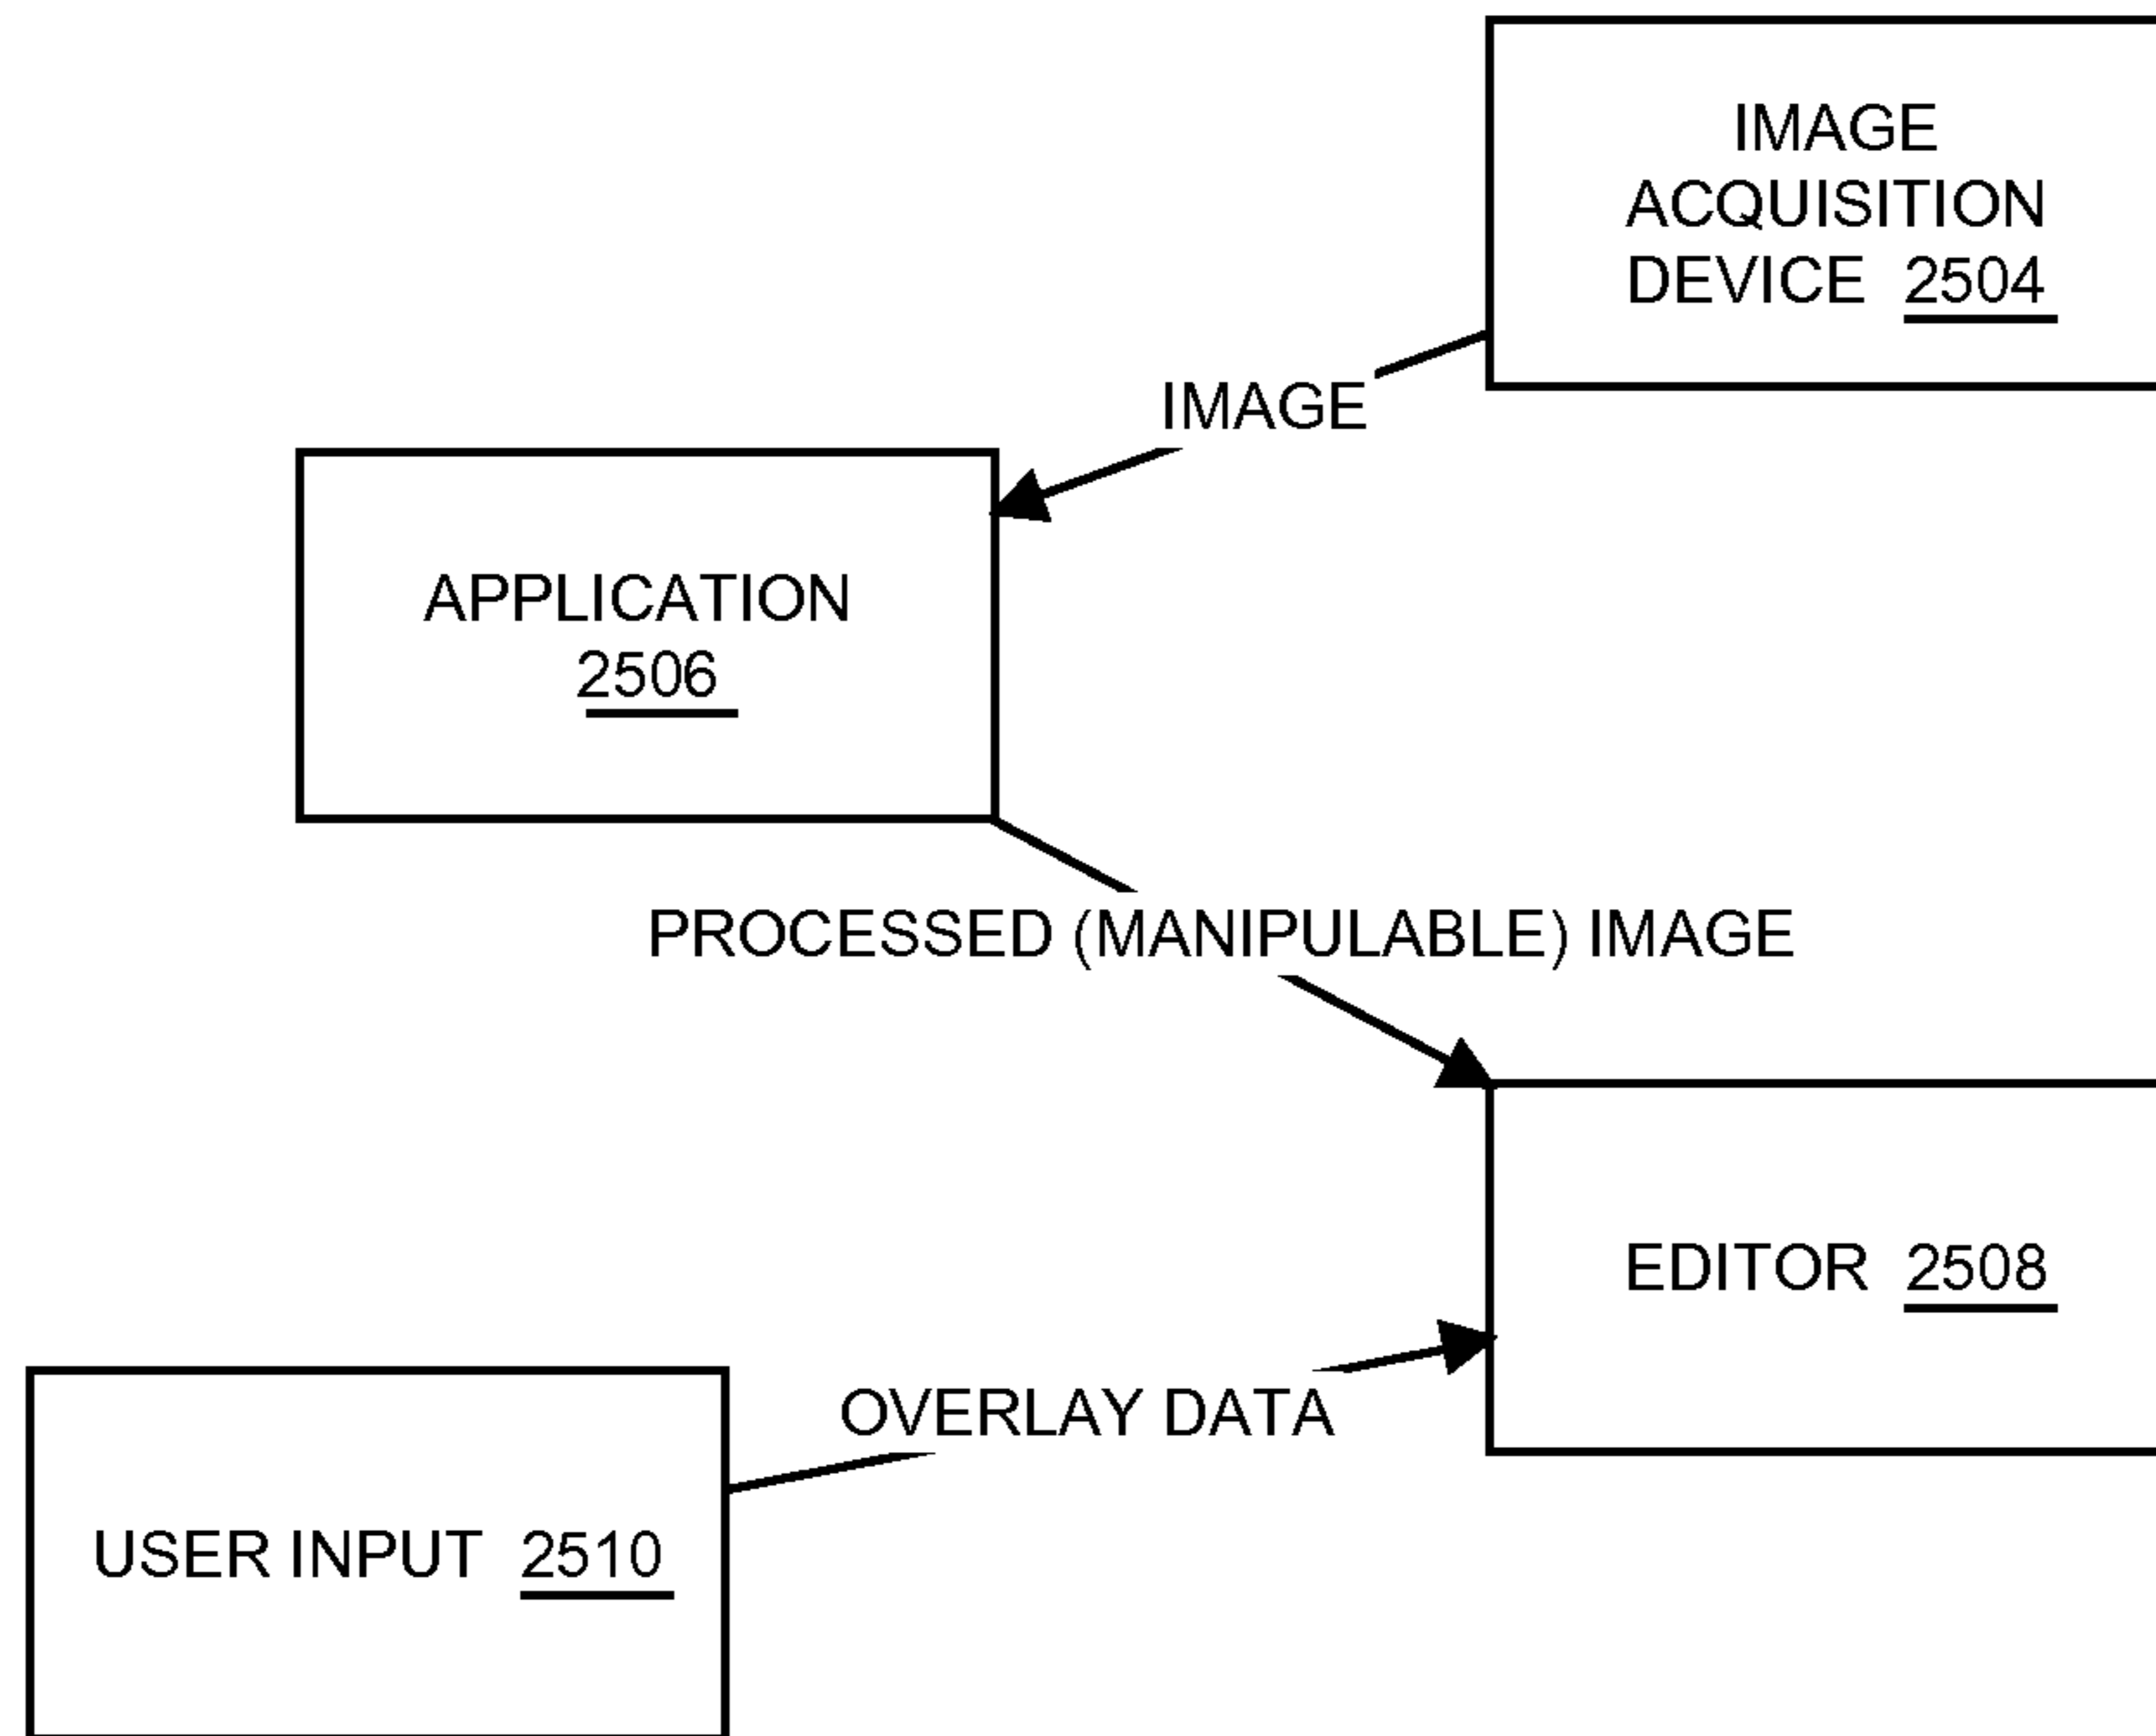 IMAGE
ACQUISITION
DEVICE 2504
IMAGE
APPLICATION
2506
PROCESSED (MANIPULABLE) IMAGE
EDITOR 2508
OVERLAY DATA
USER INPUT 2510